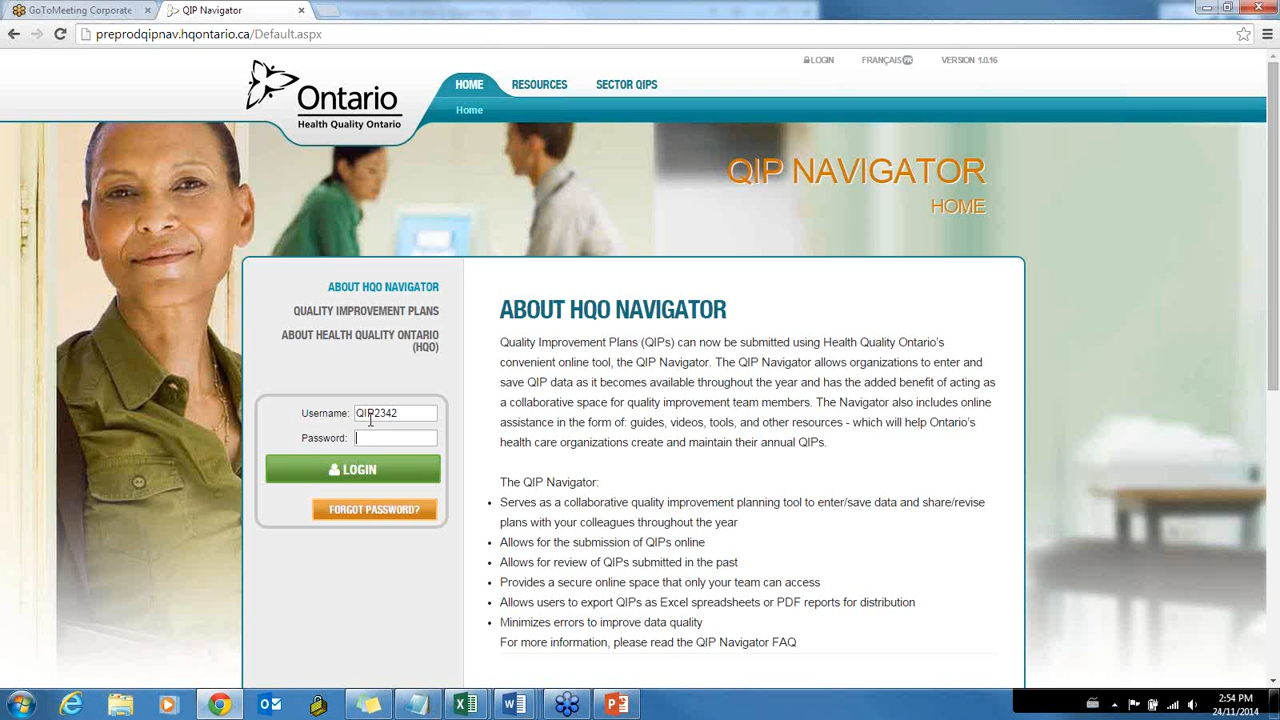 GoToMeeting Corporate
QIP Navigator
preprodqipnav.hqontario.ca/Default.aspx
LOGIN
FRANÇAIS
VERSION 1.0.16
Ontario
Health Quality Ontario
HOME
RESOURCES
SECTOR QIPS
Home
QIP NAVIGATOR
HOME
ABOUT HQO NAVIGATOR
QUALITY IMPROVEMENT PLANS
ABOUT HEALTH QUALITY ONTARIO
(HQO)
Username: QIP2342
Password:
LOGIN
FORGOT PASSWORD?
ABOUT HQO NAVIGATOR
Quality Improvement Plans (QIPs) can now be submitted using Health Quality Ontario's
convenient online tool, the QIP Navigator. The QIP Navigator allows organizations to enter and
save QIP data as it becomes available throughout the year and has the added benefit of acting as
a collaborative space for quality improvement team members. The Navigator also includes online
assistance in the form of: guides, videos, tools, and other resources - which will help Ontario's
health care organizations create and maintain their annual QIPs.
The QIP Navigator:
• Serves as a collaborative quality improvement planning tool to enter/save data and share/revise
plans with your colleagues throughout the year
• Allows for the submission of QIPs online
• Allows for review of QIPs submitted in the past
• Provides a secure online space that only your team can access
• Allows users to export QIPs as Excel spreadsheets or PDF reports for distribution
• Minimizes errors to improve data quality
For more information, please read the QIP Navigator FAQ
2:54 PM
24/11/2014